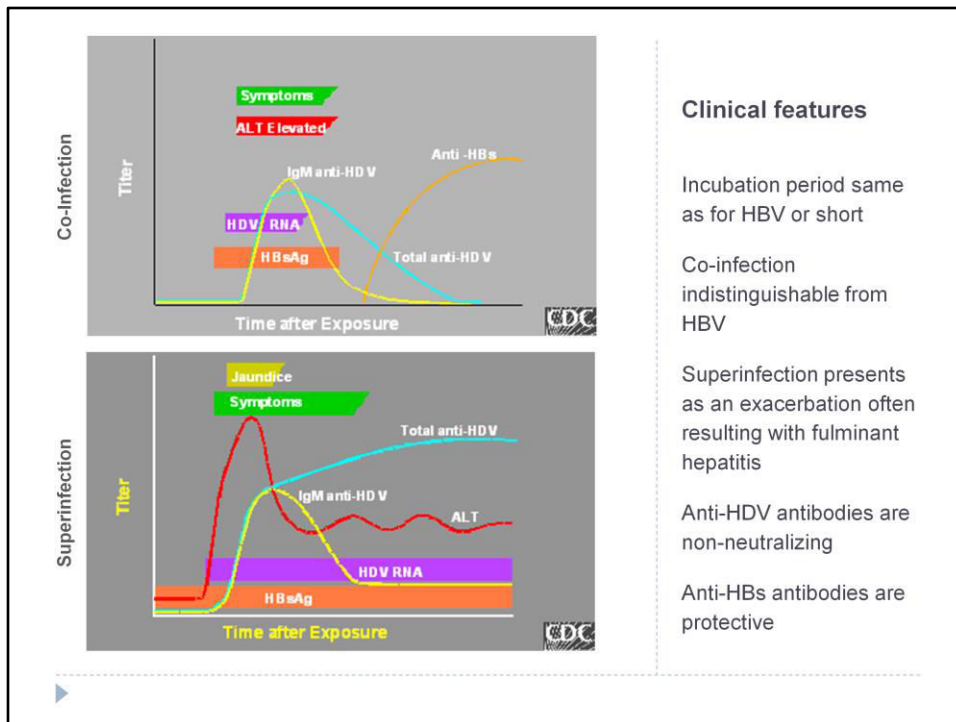 Co-Infection
Titer
Symptoms
ALT Elevated
IgM anti-HDV
Anti -HBs
HDV RNA
HBsAg
Total anti-HDV
Time after Exposure
CDC
Superinfection
Titer
Jaundice
Symptoms
Total anti-HDV
IgM anti-HDV
ALT
HDV RNA
HBsAg
Time after Exposure
CDC
Clinical features
Incubation period same
as for HBV or short
Co-infection
indistinguishable from
HBV
Superinfection presents
as an exacerbation often
resulting with fulminant
hepatitis
Anti-HDV antibodies are
non-neutralizing
Anti-HBs antibodies are
protective